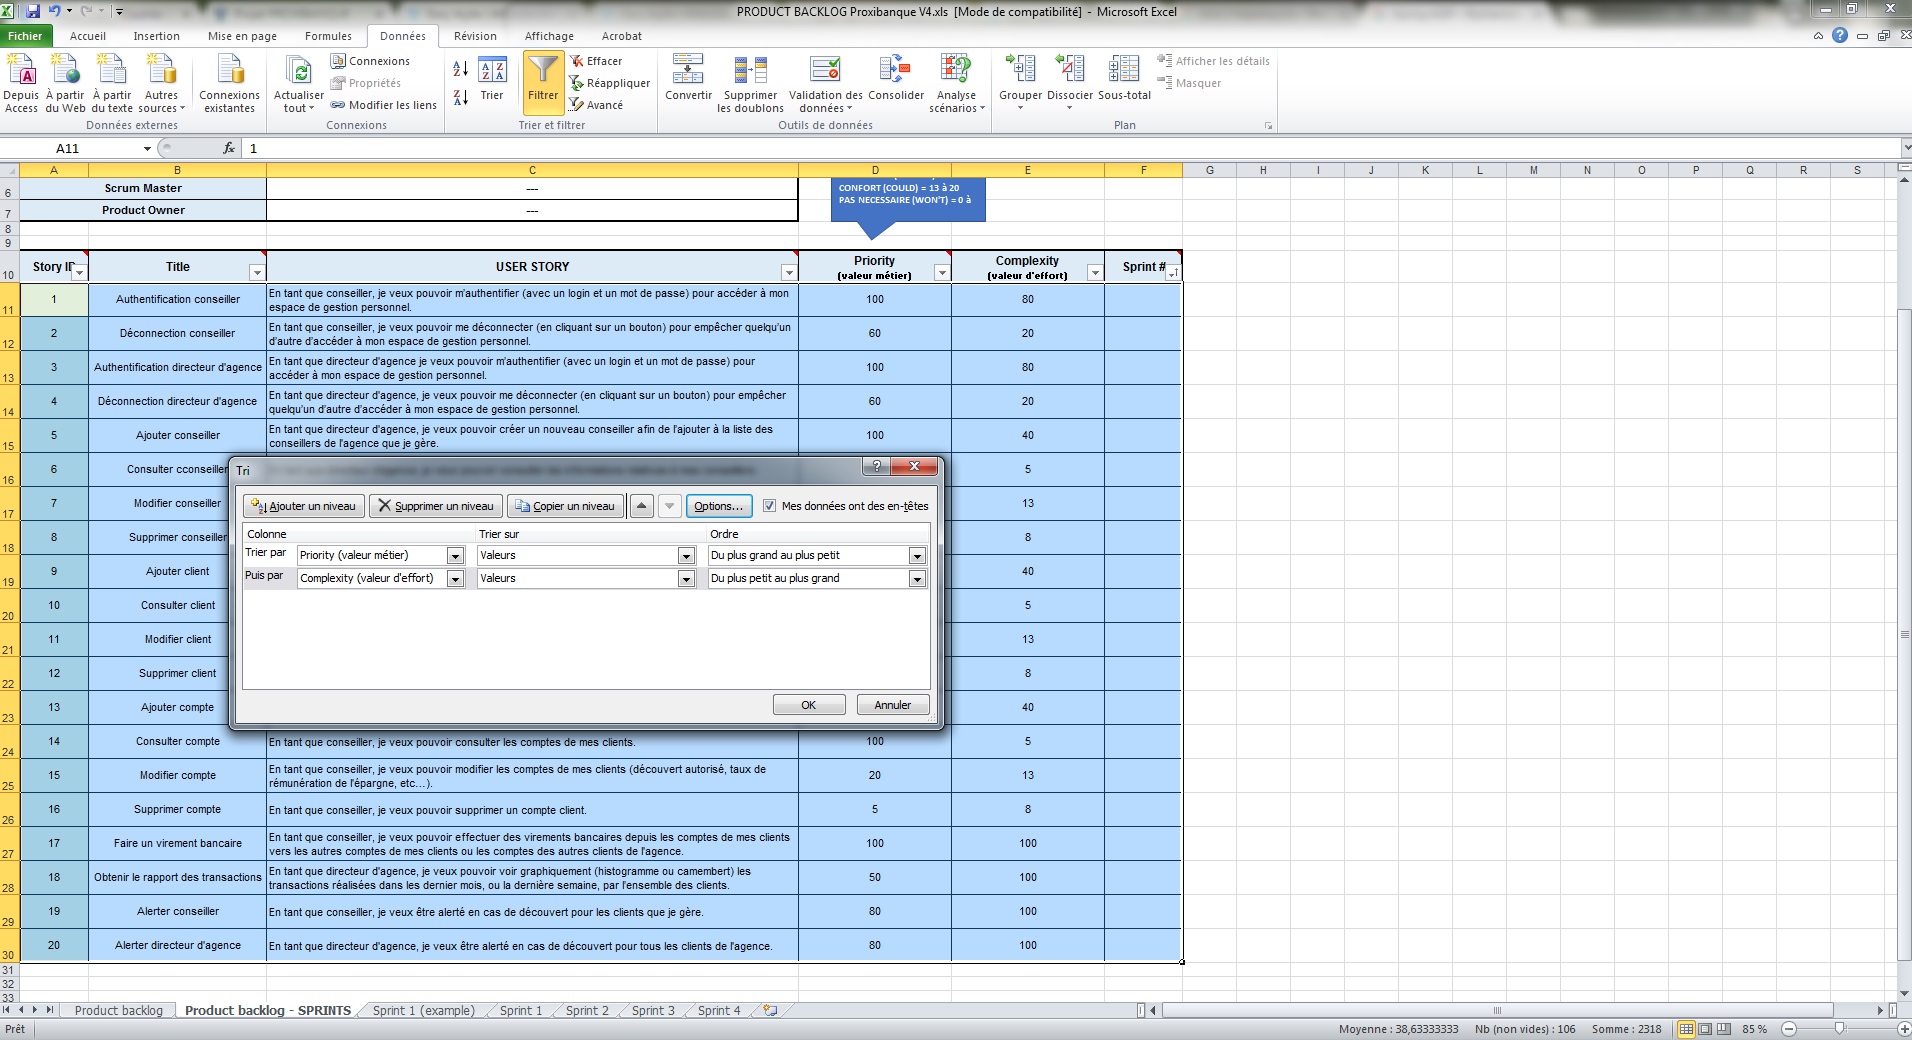 PRODUCT BACKLOG Proxibanque V4.xls [Mode de compatibilité] - Microsoft Excel
Fichier Accueil Insertion Mise en page Formules Données Révision Affichage Acrobat
Depuis Access
À partir du Web
À partir du texte
Autres sources
Connexions existantes
Données externes
Actualiser tout
Connexions
Propriétés
Modifier les liens
Connexions
Trier
Filtrer
Effacer
Réappliquer
Avancé
Trier et filtrer
Convertir
Supprimer les doublons
Validation des données
Consolider
Analyse scénarios
Outils de données
Grouper
Dissocier
Sous-total
Afficher les détails
Masquer
Plan
A11 fx 1
A B C D E F G H I J K L M N O P Q R S
6 Scrum Master ---
CONFORT (COULD) = 13 à 20
PAS NECESSAIRE (WON'T) = 0 à
7 Product Owner ---
8
9
10 Story ID Title USER STORY Priority (valeur métier) Complexity (valeur d'effort) Sprint #
11 1 Authentification conseiller En tant que conseiller, je veux pouvoir m'authentifier (avec un login et un mot de passe) pour accéder à mon espace de gestion personnel. 100 80
12 2 Déconnection conseiller En tant que conseiller, je veux pouvoir me déconnecter (en cliquant sur un bouton) pour empêcher quelqu'un d'autre d'accéder à mon espace de gestion personnel. 60 20
13 3 Authentification directeur d'agence En tant que directeur d'agence je veux pouvoir m'authentifier (avec un login et un mot de passe) pour accéder à mon espace de gestion personnel. 100 80
14 4 Déconnection directeur d'agence En tant que directeur d'agence, je veux pouvoir me déconnecter (en cliquant sur un bouton) pour empêcher quelqu'un d'autre d'accéder à mon espace de gestion personnel. 60 20
15 5 Ajouter conseiller En tant que directeur d'agence, je veux pouvoir créer un nouveau conseiller afin de l'ajouter à la liste des conseillers de l'agence que je gère. 100 40
16 6 Consulter cconseiller 5
17 7 Modifier conseiller 13
18 8 Supprimer conseiller 8
19 9 Ajouter client 40
20 10 Consulter client 5
21 11 Modifier client 13
22 12 Supprimer client 8
23 13 Ajouter compte 40
Tri
Ajouter un niveau Supprimer un niveau Copier un niveau Options... Mes données ont des en-têtes
Colonne Trier sur Ordre
Trier par Priority (valeur métier) Valeurs Du plus grand au plus petit
Puis par Complexity (valeur d'effort) Valeurs Du plus petit au plus grand
OK Annuler
24 14 Consulter compte En tant que conseiller, je veux pouvoir consulter les comptes de mes clients. 100 5
25 15 Modifier compte En tant que conseiller, je veux pouvoir modifier les comptes de mes clients (découvert autorisé, taux de rémunération de l'épargne, etc...). 20 13
26 16 Supprimer compte En tant que conseiller, je veux pouvoir supprimer un compte client. 5 8
27 17 Faire un virement bancaire En tant que conseiller, je veux pouvoir effectuer des virements bancaires depuis les comptes de mes clients vers les autres comptes de mes clients ou les comptes des autres clients de l'agence. 100 100
28 18 Obtenir le rapport des transactions En tant que directeur d'agence, je veux pouvoir voir graphiquement (histogramme ou camembert) les transactions réalisées dans les dernier mois, ou la dernière semaine, par l'ensemble des clients. 50 100
29 19 Alerter conseiller En tant que conseiller, je veux être alerté en cas de découvert pour les clients que je gère. 80 100
30 20 Alerter directeur d'agence En tant que directeur d'agence, je veux être alerté en cas de découvert pour tous les clients de l'agence. 80 100
31
32
33
Product backlog Product backlog - SPRINTS Sprint 1 (example) Sprint 1 Sprint 2 Sprint 3 Sprint 4
Prêt Moyenne : 38,63333333 Nb (non vides) : 106 Somme : 2318 85 %